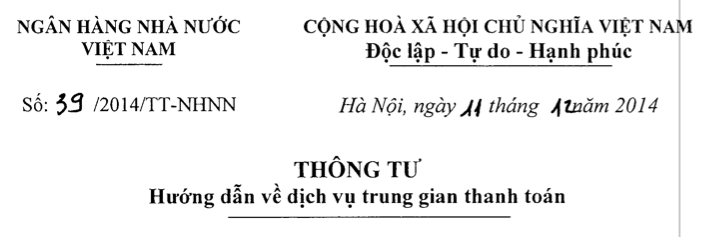 NGÂN HÀNG NHÀ NƯỚC
VIỆT NAM
CỘNG HOÀ XÃ HỘI CHỦ NGHĨA VIỆT NAM
Độc lập - Tự do - Hạnh phúc
Số: 39 /2014/TT-NHNN
Hà Nội, ngày 11 tháng 12 năm 2014
THÔNG TƯ
Hướng dẫn về dịch vụ trung gian thanh toán